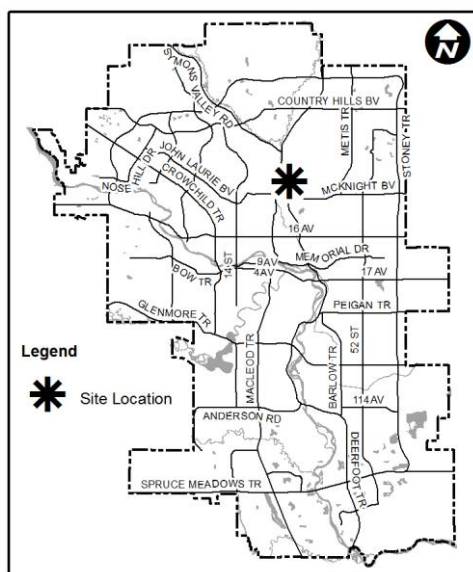 N
SYMONS VALLEY RD
COUNTRY HILLS BV
METIS TR
STONEY TR
JOHN LAURIE BV
CROWCHILD TR
NOSE HILL DR
MCKNIGHT BV
16 AV
MEMORIAL DR
14 ST
9AV
4AV
17 AV
BOW TR
PEIGAN TR
GLENMORE TR
Legend
Site Location
MACLEOD TR
BARLOW TR
52 ST
114 AV
ANDERSON RD
DEERFOOT TR
SPRUCE MEADOWS TR